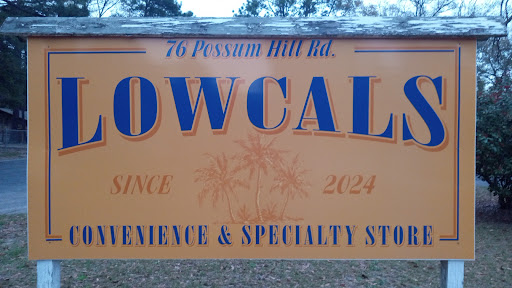 76 Possum Hill Rd.
LOWCALS
SINCE 2024
CONVENIENCE & SPECIALTY STORE